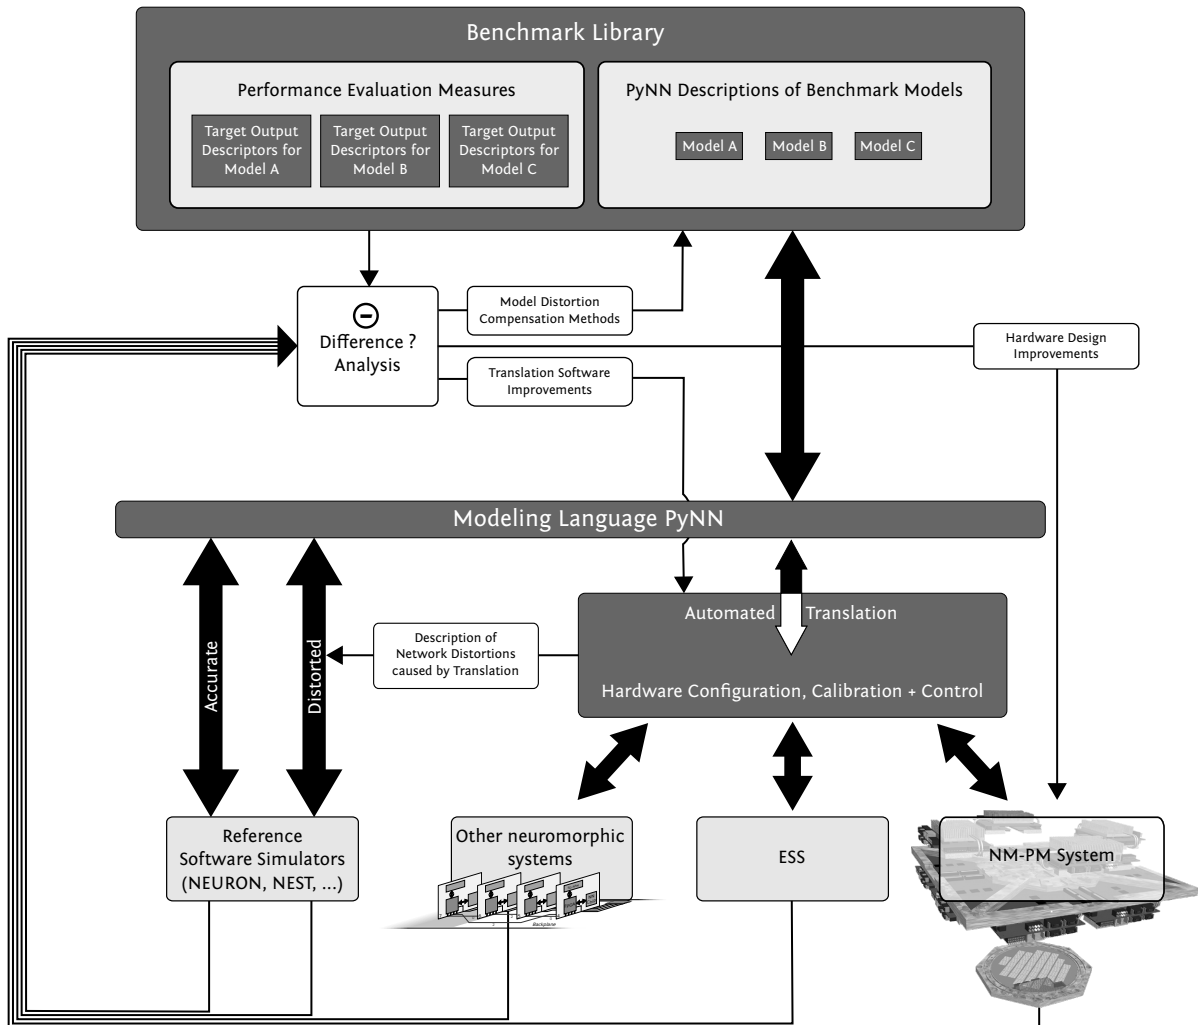 Benchmark Library
Performance Evaluation Measures
Target Output
Descriptors for
Model A
Target Output
Descriptors for
Model B
Target Output
Descriptors for
Model C
PyNN Descriptions of Benchmark Models
Model A
Model B
Model C
Difference ?
Analysis
Model Distortion
Compensation Methods
Translation Software
Improvements
Hardware Design
Improvements
Modeling Language PyNN
Accurate
Distorted
Description of
Network Distortions
caused by Translation
Automated Translation
Hardware Configuration, Calibration + Control
Reference
Software Simulators
(NEURON, NEST, ...)
Other neuromorphic
systems
Backplane
ESS
NM-PM System